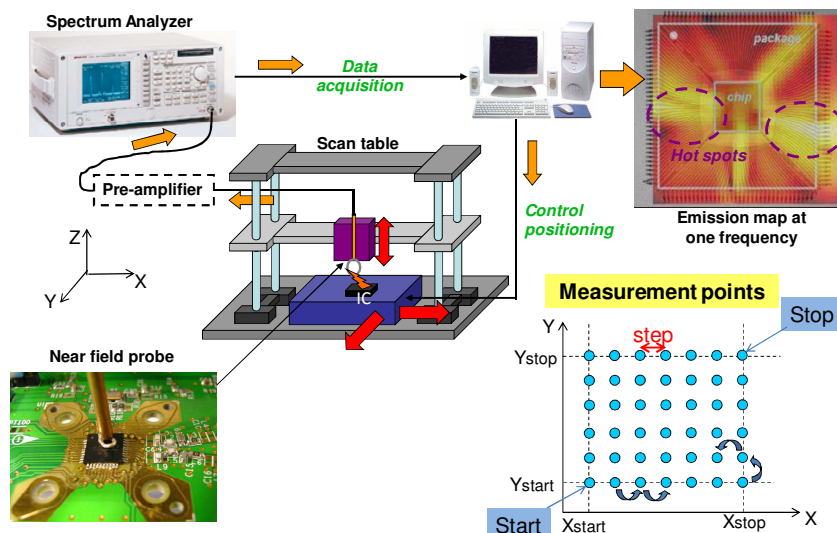 Spectrum Analyzer
Data
acquisition
package
chip
Hot spots
Emission map at
one frequency
Scan table
Pre-amplifier
Control
positioning
Z
X
Y
IC
Near field probe
L9
Measurement points
Y
Stop
step
Ystop
Ystart
Start
Xstart
Xstop
X